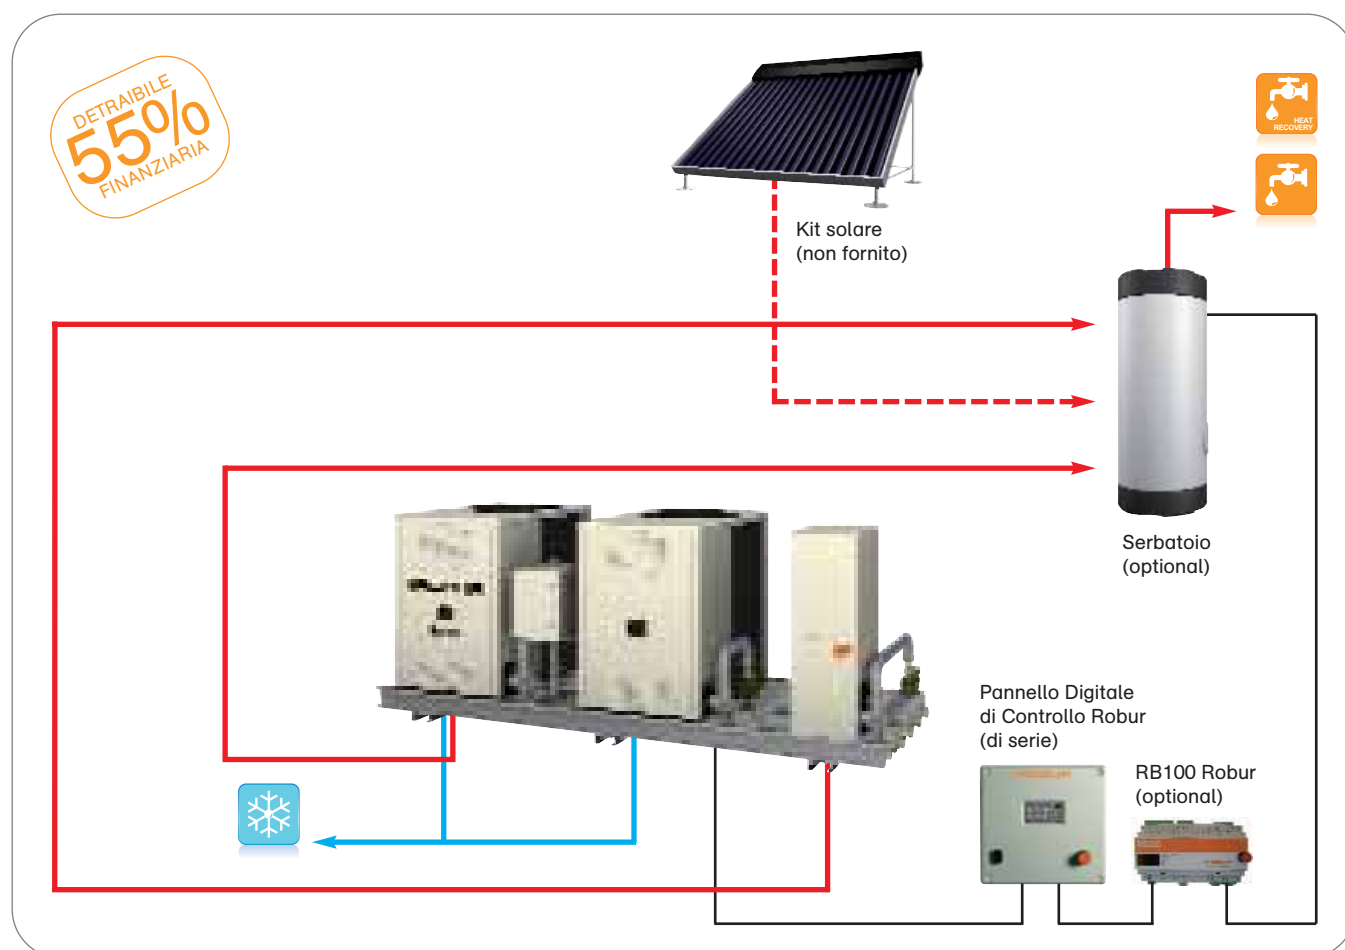 DETRAIBILE
55%
FINANZIARIA
HEAT
RECOVERY
Kit solare
(non fornito)
Serbatoio
(optional)
Pannello Digitale
di Controllo Robur
(di serie)
RB100 Robur
(optional)